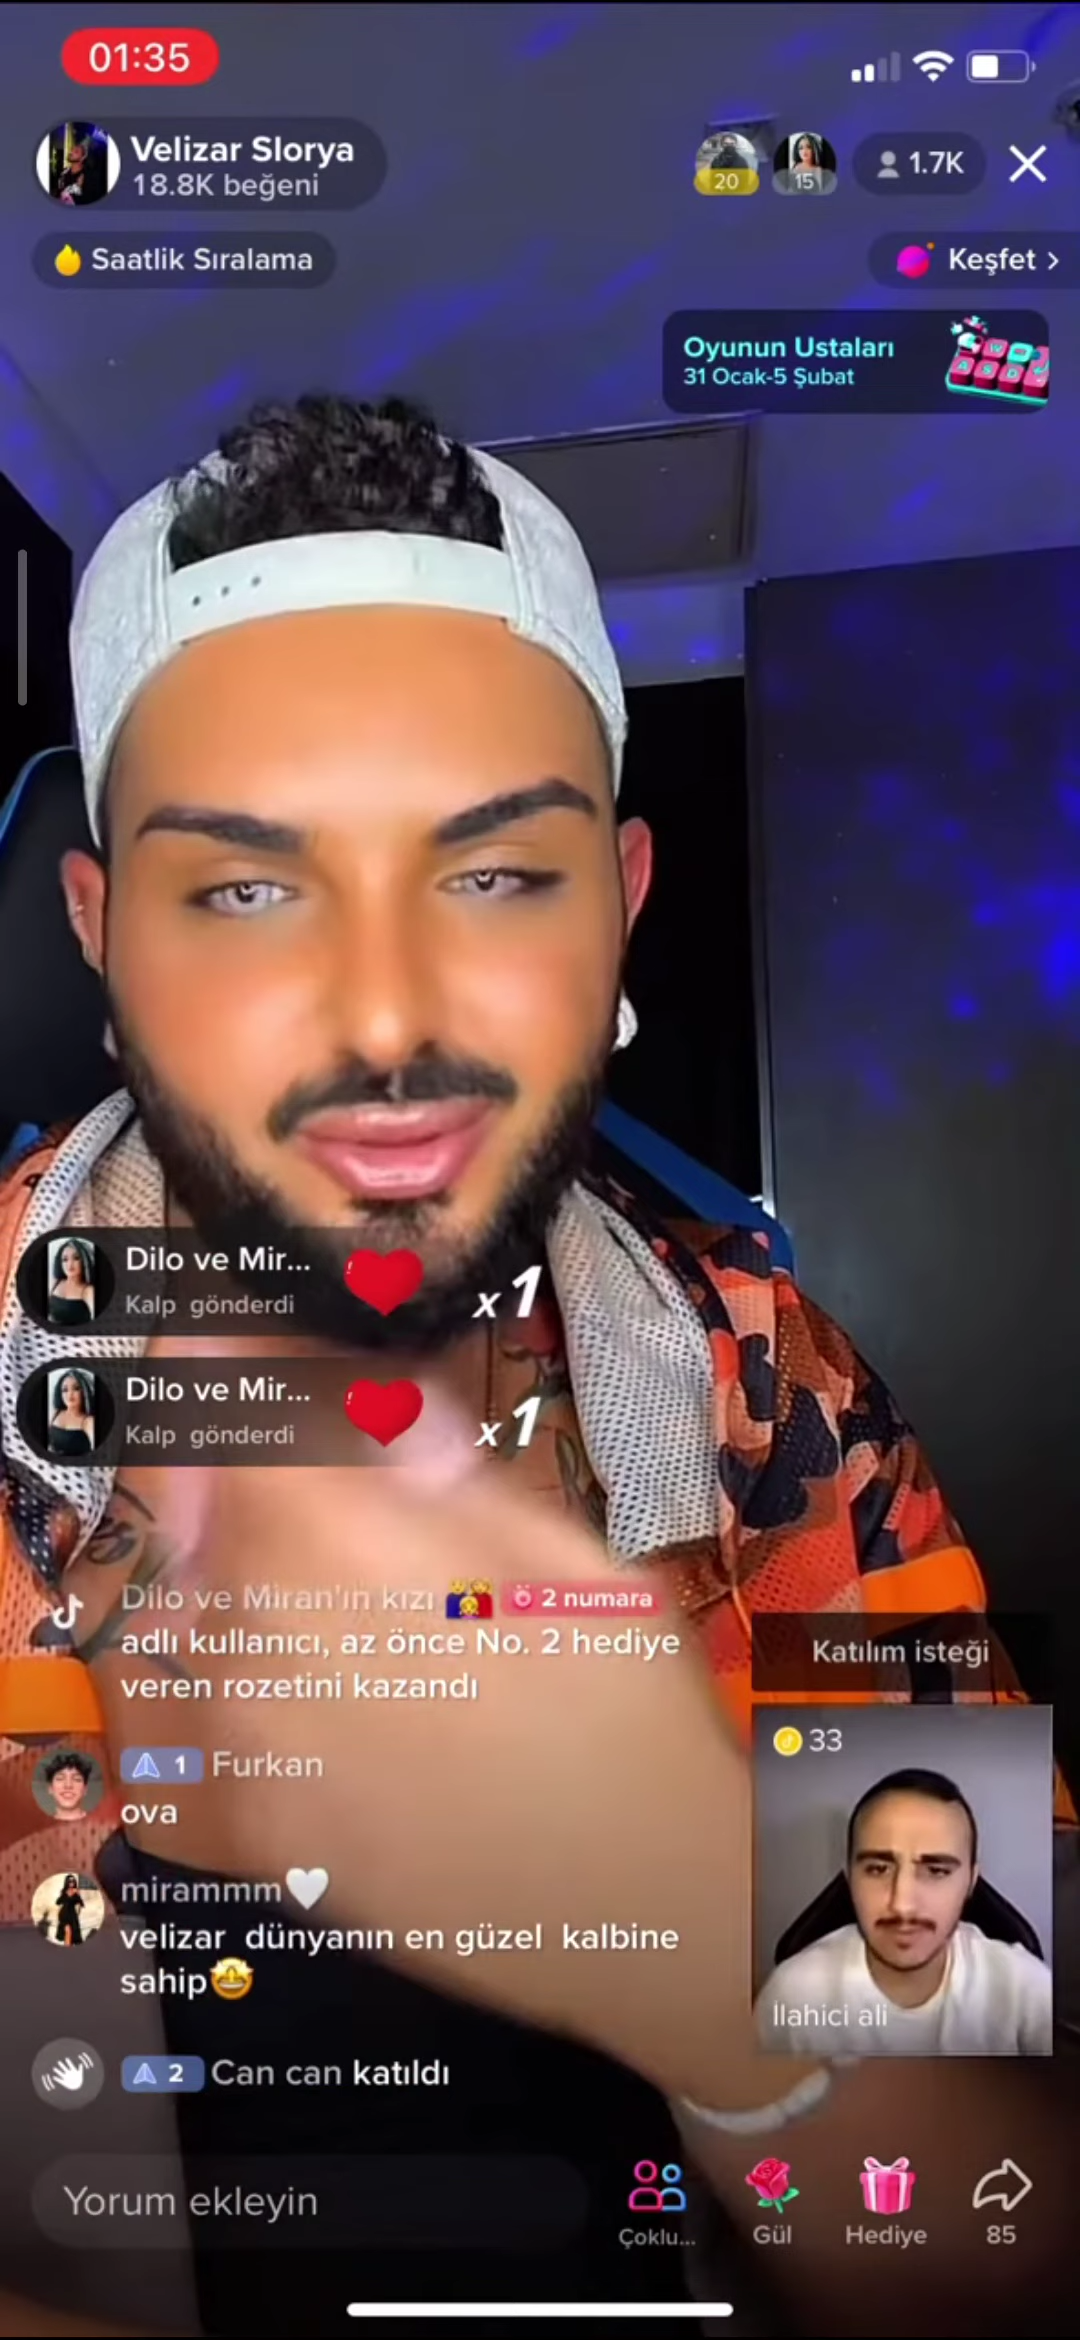 01:35
Velizar Slorya
18.8K beğeni
20
15
1.7K
Saatlik Sıralama
Keşfet >
Oyunun Ustaları
31 Ocak-5 Şubat
W
A S D
Dilo ve Mir...
Kalp gönderdi
x1
Dilo ve Mir...
Kalp gönderdi
x1
Dilo ve Miran'ın kızı 2 numara
adlı kullanıcı, az önce No. 2 hediye
veren rozetini kazandı
Katılım isteği
33
1 Furkan
ova
mirammm🤍
velizar dünyanın en güzel kalbine
sahip🤩
İlahici ali
2 Can can katıldı
Yorum ekleyin
Çoklu...
Gül
Hediye
85